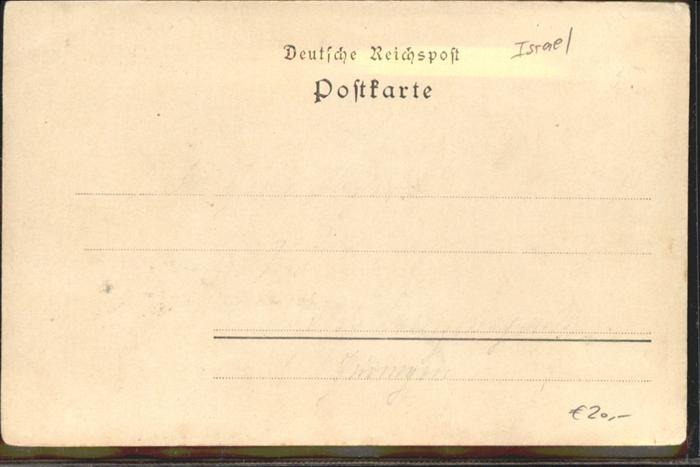 Deutſche Reichspoſt
Israel
Poſtkarte
€20,-